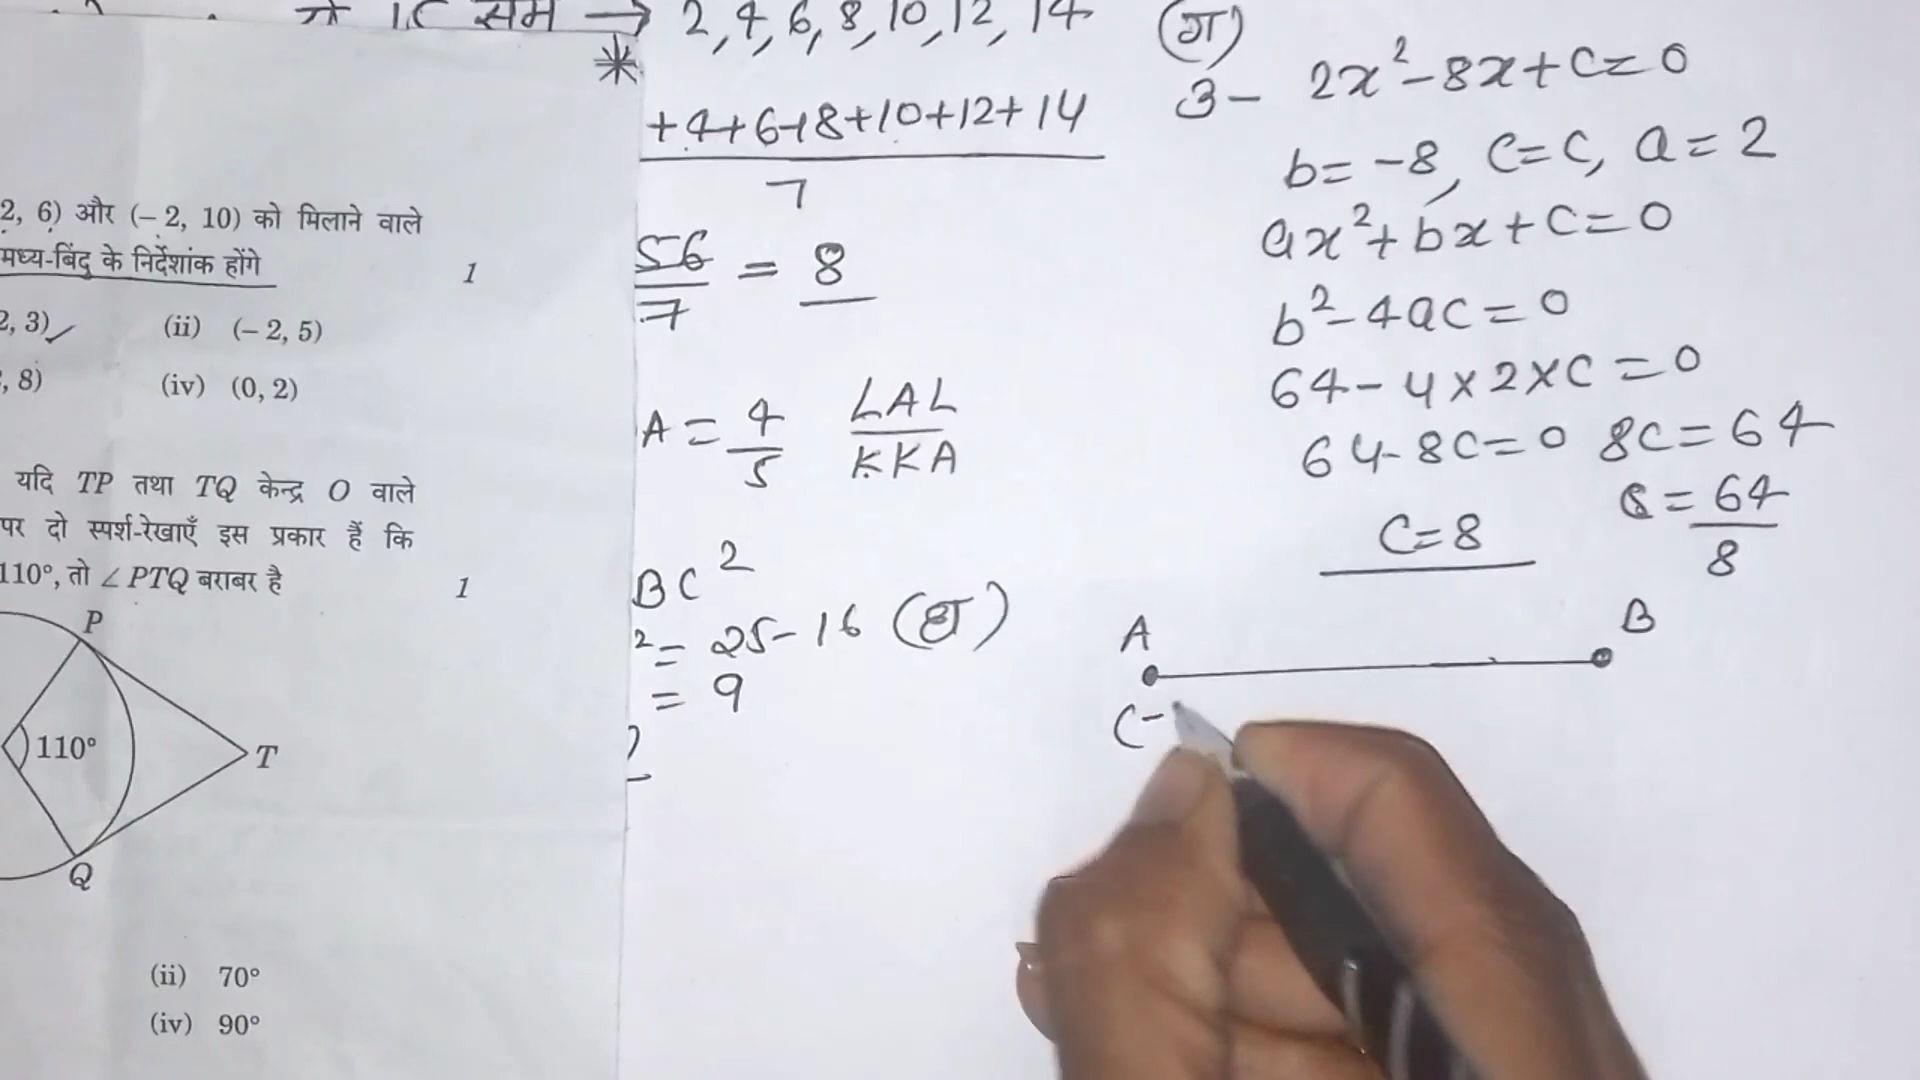 सम → 2, 4, 6, 8, 10, 12, 14
*
+4+6+8+10+12+14
7
2, 6) और (– 2, 10) को मिलाने वाले
मध्य-बिंदु के निर्देशांक होंगे 1
2, 3) (ii) (– 2, 5)
, 8) (iv) (0, 2)
56/7 = 8
A = 4/5 LAL/KKA
यदि TP तथा TQ केन्द्र O वाले
पर दो स्पर्श-रेखाएँ इस प्रकार हैं कि
110°, तो ∠ PTQ बराबर है 1
P
110°
T
Q
(ii) 70°
(iv) 90°
BC²
² = 25-16
= 9
(ग)
3- 2x²-8x+c=0
b=-8, c=c, a=2
ax²+bx+c=0
b²-4ac=0
64-4×2×c=0
64-8c=0 8c=64
c=64/8
c=8
(घ)
A B
(-